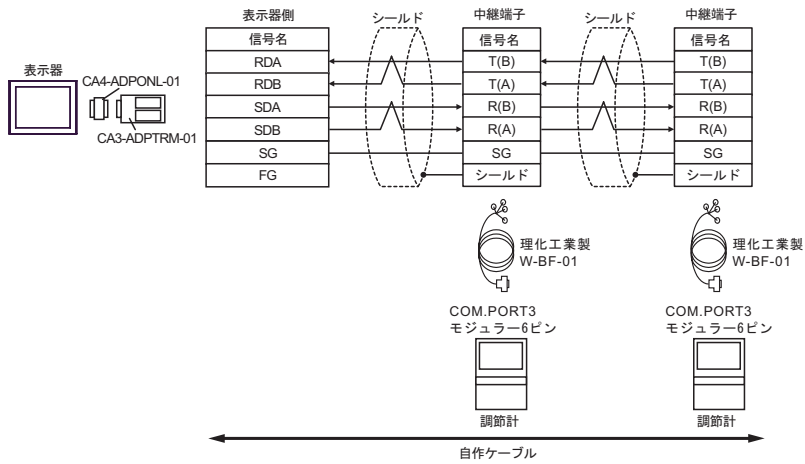 表示器
CA4-ADPONL-01
CA3-ADPTRM-01
表示器側
信号名
RDA
RDB
SDA
SDB
SG
FG
シールド
中継端子
信号名
T(B)
T(A)
R(B)
R(A)
SG
シールド
シールド
中継端子
信号名
T(B)
T(A)
R(B)
R(A)
SG
シールド
理化工業製
W-BF-01
理化工業製
W-BF-01
COM.PORT3
モジュラー6ピン
COM.PORT3
モジュラー6ピン
調節計
調節計
自作ケーブル